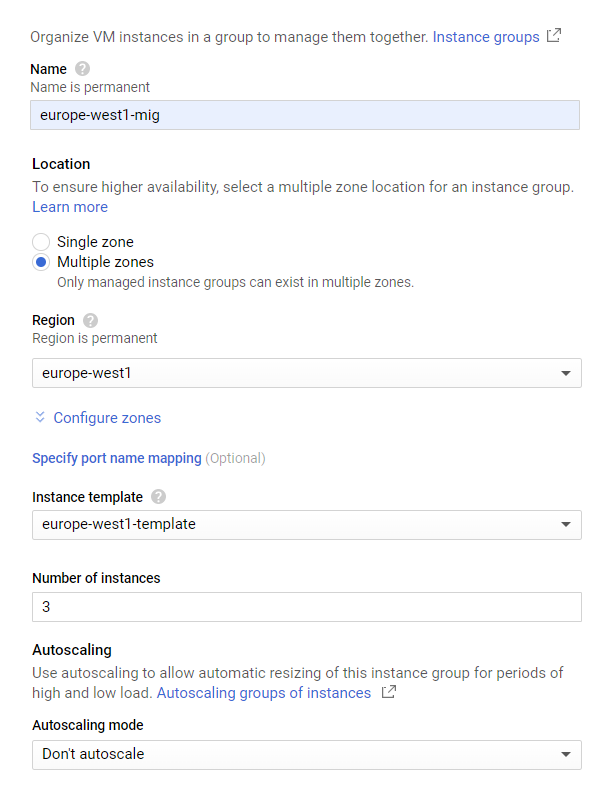 Organize VM instances in a group to manage them together. Instance groups
Name
Name is permanent
europe-west1-mig
Location
To ensure higher availability, select a multiple zone location for an instance group.
Learn more
Single zone
Multiple zones
Only managed instance groups can exist in multiple zones.
Region
Region is permanent
europe-west1
Configure zones
Specify port name mapping (Optional)
Instance template
europe-west1-template
Number of instances
3
Autoscaling
Use autoscaling to allow automatic resizing of this instance group for periods of
high and low load. Autoscaling groups of instances
Autoscaling mode
Don't autoscale